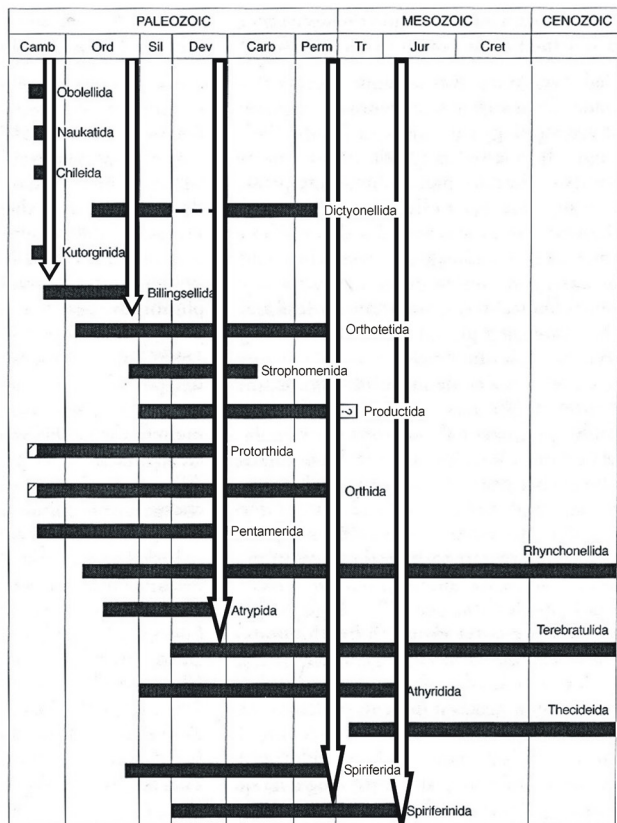 PALEOZOIC MESOZOIC CENOZOIC
Camb Ord Sil Dev Carb Perm Tr Jur Cret
Obolellida
Naukatida
Chileida
Dictyonellida
Kutorginida
Billingsellida
Orthotetida
Strophomenida
? Productida
Protorthida
Orthida
Pentamerida
Rhynchonellida
Atrypida
Terebratulida
Athyridida
Thecideida
Spiriferida
Spiriferinida